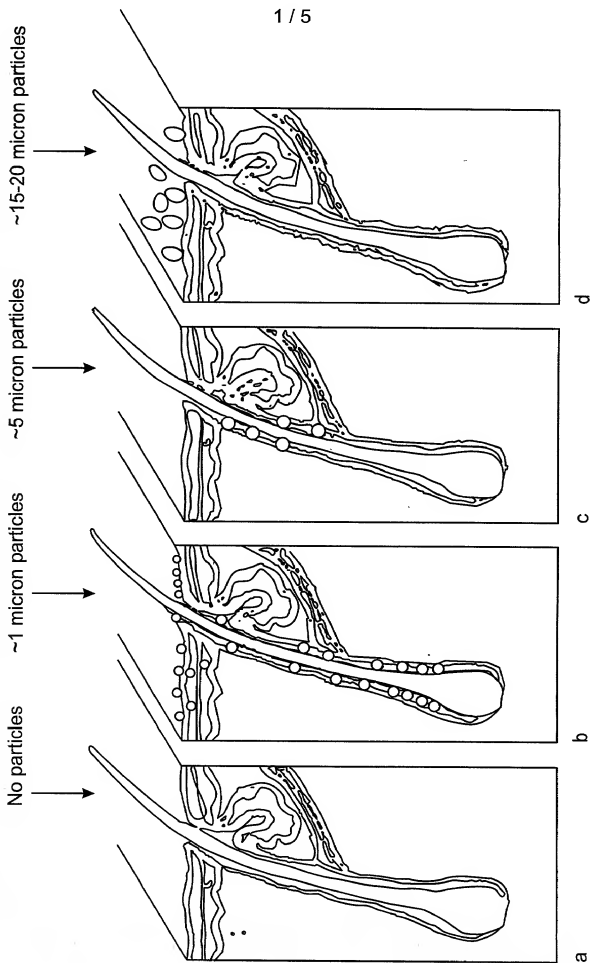 1 / 5
No particles
~1 micron particles
~5 micron particles
~15-20 micron particles
a
b
c
d